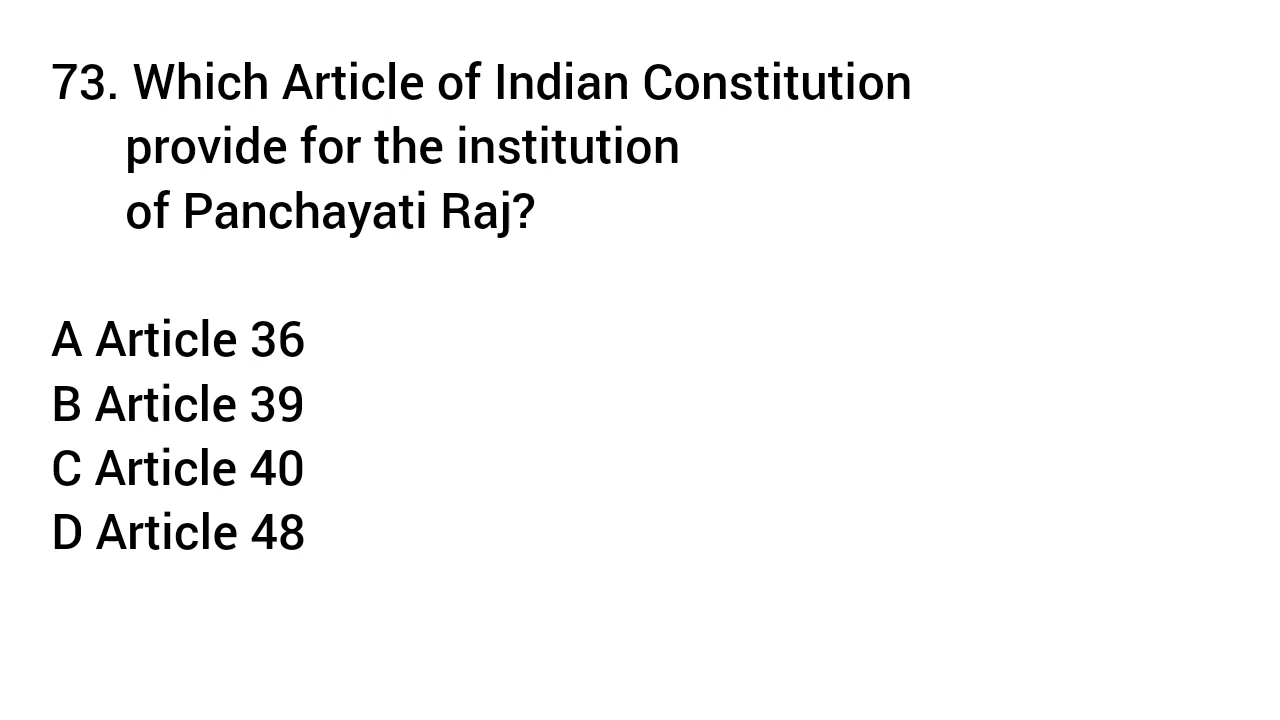 73. Which Article of Indian Constitution
provide for the institution
of Panchayati Raj?
A Article 36
B Article 39
C Article 40
D Article 48